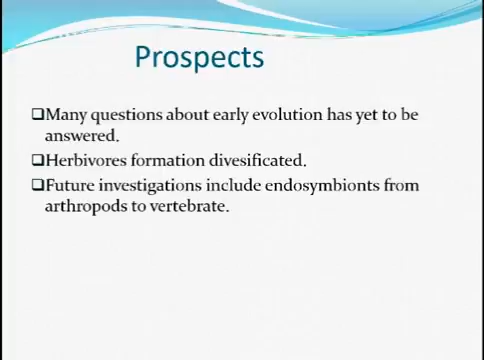 Prospects
❑Many questions about early evolution has yet to be
answered.
❑Herbivores formation divesificated.
❑Future investigations include endosymbionts from
arthropods to vertebrate.